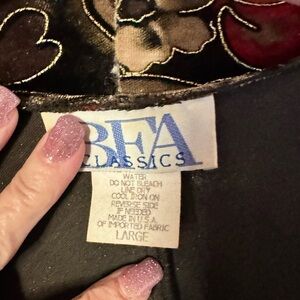 BFA
CLASSICS
WATER
DO NOT BLEACH
LINE DRY
COOL IRON ON
REVERSE SIDE
IF NEEDED
MADE IN U.S.A.
OF IMPORTED FABRIC
LARGE